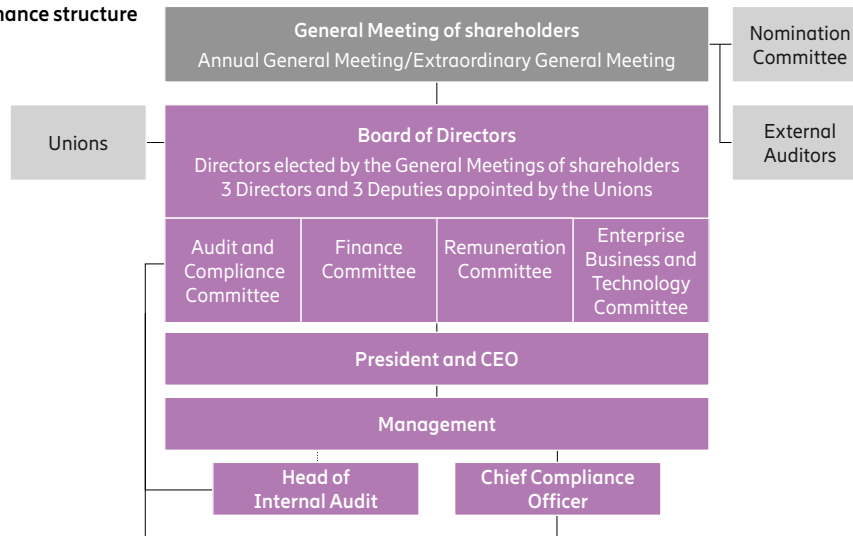 nance structure
General Meeting of shareholders
Annual General Meeting/Extraordinary General Meeting
Nomination
Committee
External
Auditors
Unions
Board of Directors
Directors elected by the General Meetings of shareholders
3 Directors and 3 Deputies appointed by the Unions
Audit and
Compliance
Committee
Finance
Committee
Remuneration
Committee
Enterprise
Business and
Technology
Committee
President and CEO
Management
Head of
Internal Audit
Chief Compliance
Officer